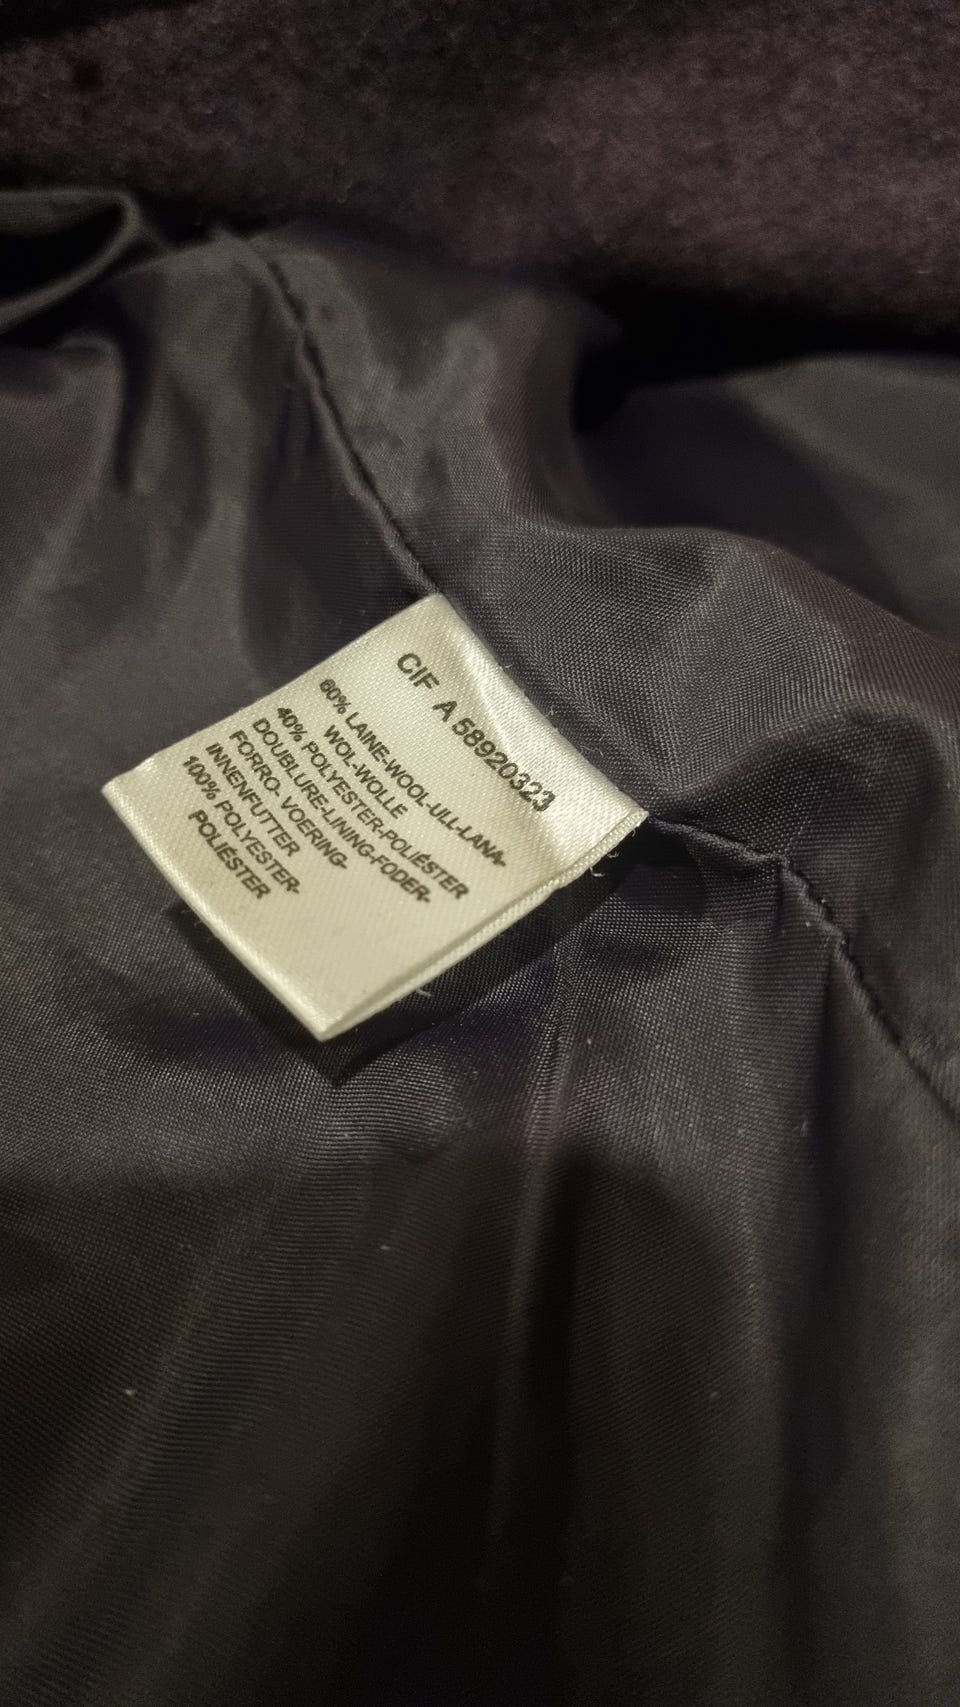 CIF A 58920323
60% LAINE-WOOL-ULL-LANA-
WOL-WOLLE
40% POLYESTER-POLIÉSTER
DOUBLURE-LINING-FODER-
FORRO- VOERING-
INNENFUTTER
100% POLYESTER-
POLIÉSTER